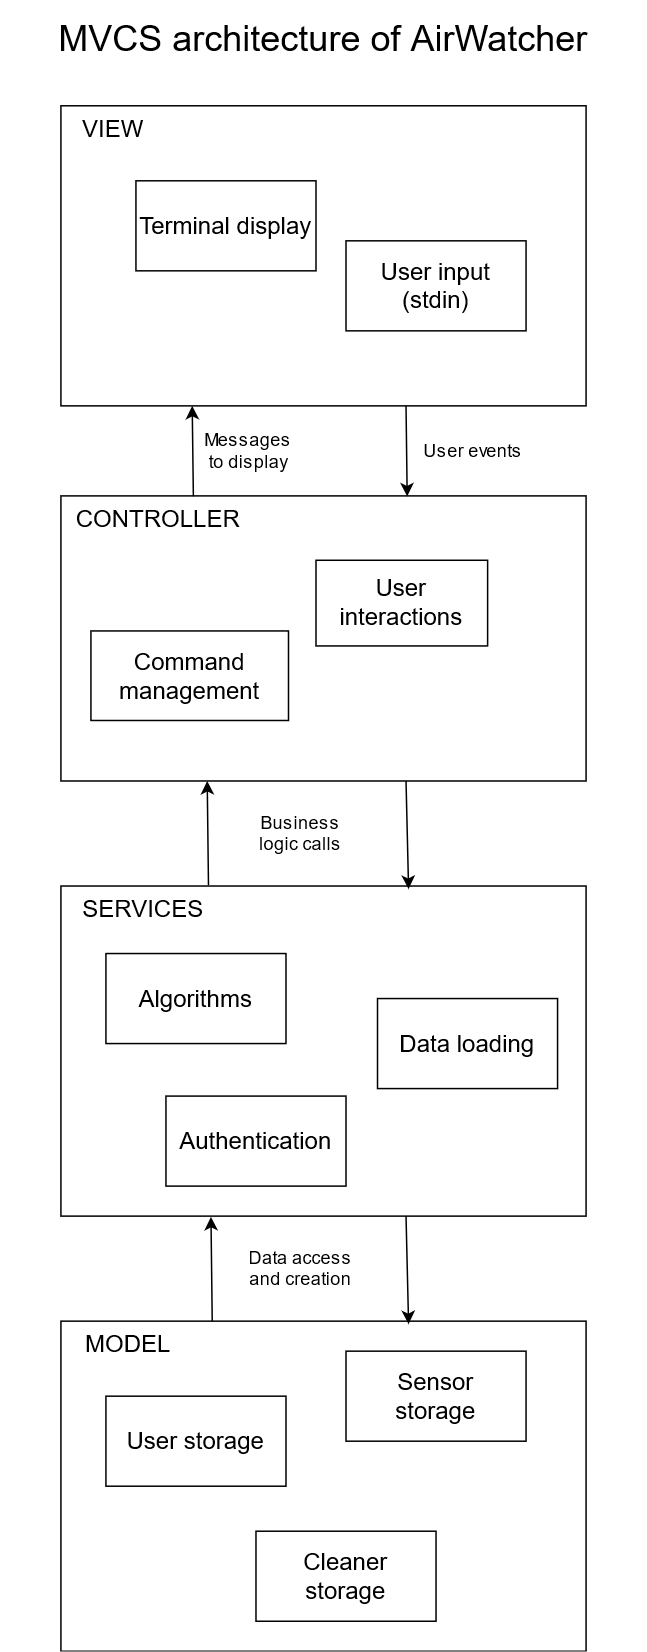 MVCS architecture of AirWatcher
VIEW
Terminal display
User input
(stdin)
Messages
to display
User events
CONTROLLER
User
interactions
Command
management
Business
logic calls
SERVICES
Algorithms
Data loading
Authentication
Data access
and creation
MODEL
Sensor
storage
User storage
Cleaner
storage